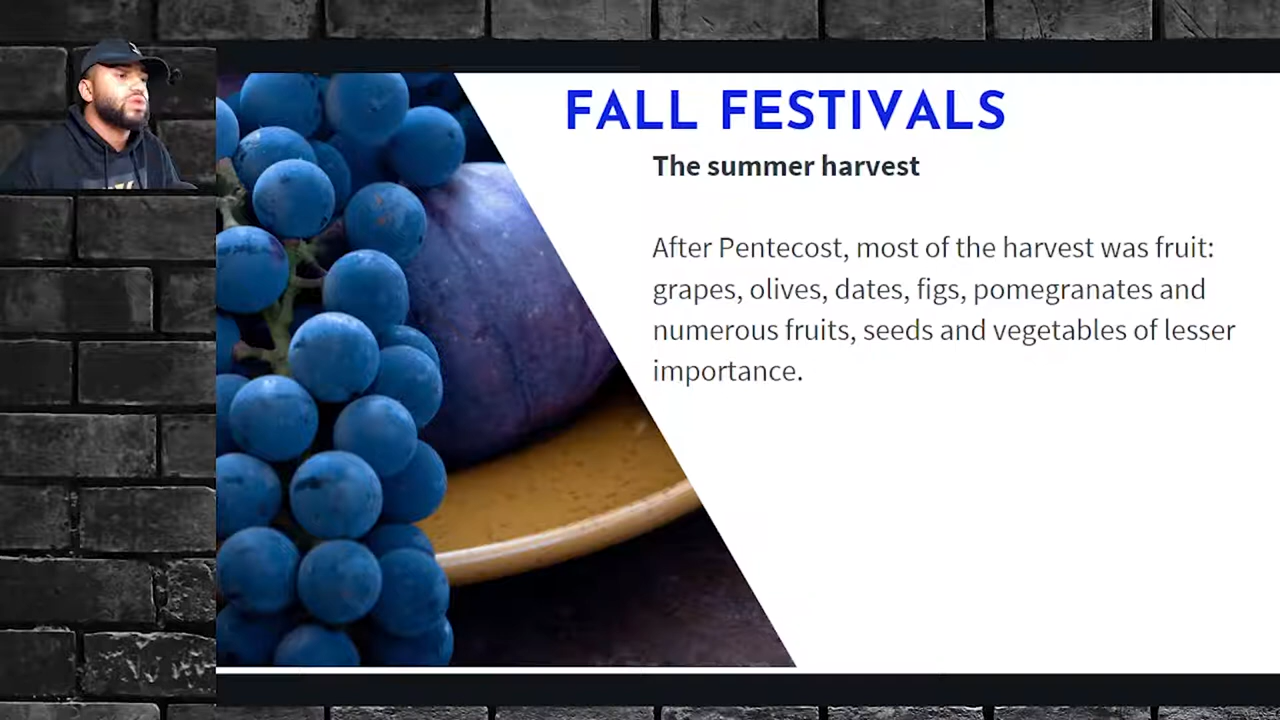 FALL FESTIVALS
The summer harvest
After Pentecost, most of the harvest was fruit:
grapes, olives, dates, figs, pomegranates and
numerous fruits, seeds and vegetables of lesser
importance.